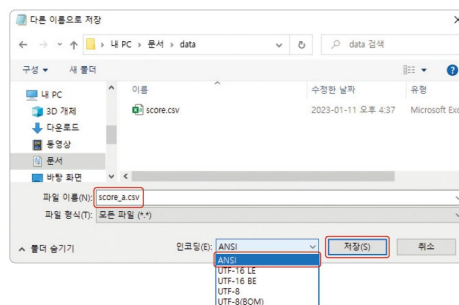 다른 이름으로 저장
내 PC > 문서 > data
data 검색
구성 새 폴더
이름 수정한 날짜 유형
내 PC
score.csv 2023-01-11 오후 4:37 Microsoft Exc
3D 개체
다운로드
동영상
문서
바탕 화면
파일 이름(N): score_a.csv
파일 형식(T): 모든 파일 (*.*)
폴더 숨기기 인코딩(E): ANSI 저장(S) 취소
ANSI
UTF-16 LE
UTF-16 BE
UTF-8
UTF-8(BOM)